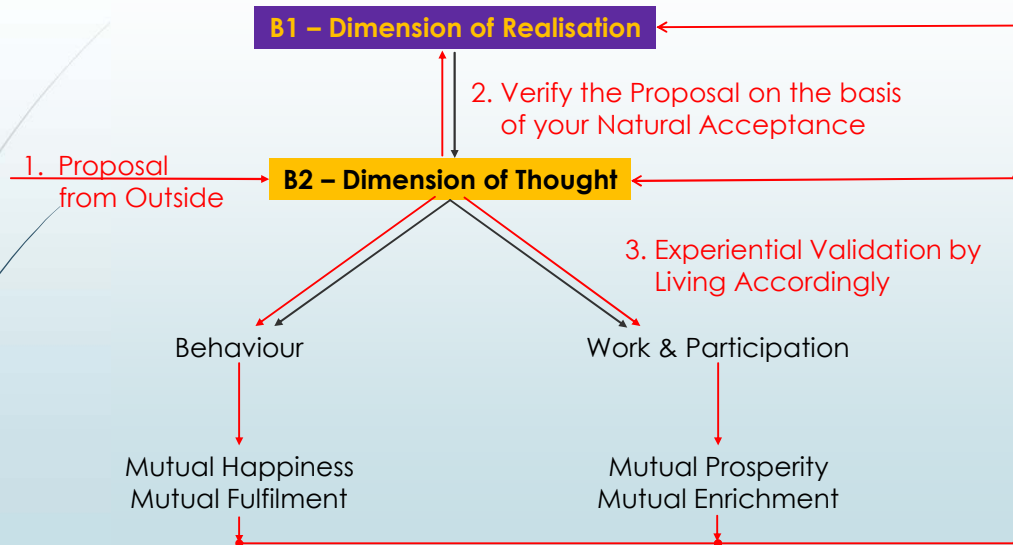 B1 – Dimension of Realisation
2. Verify the Proposal on the basis
of your Natural Acceptance
1. Proposal
from Outside
B2 – Dimension of Thought
3. Experiential Validation by
Living Accordingly
Behaviour
Work & Participation
Mutual Happiness
Mutual Fulfilment
Mutual Prosperity
Mutual Enrichment